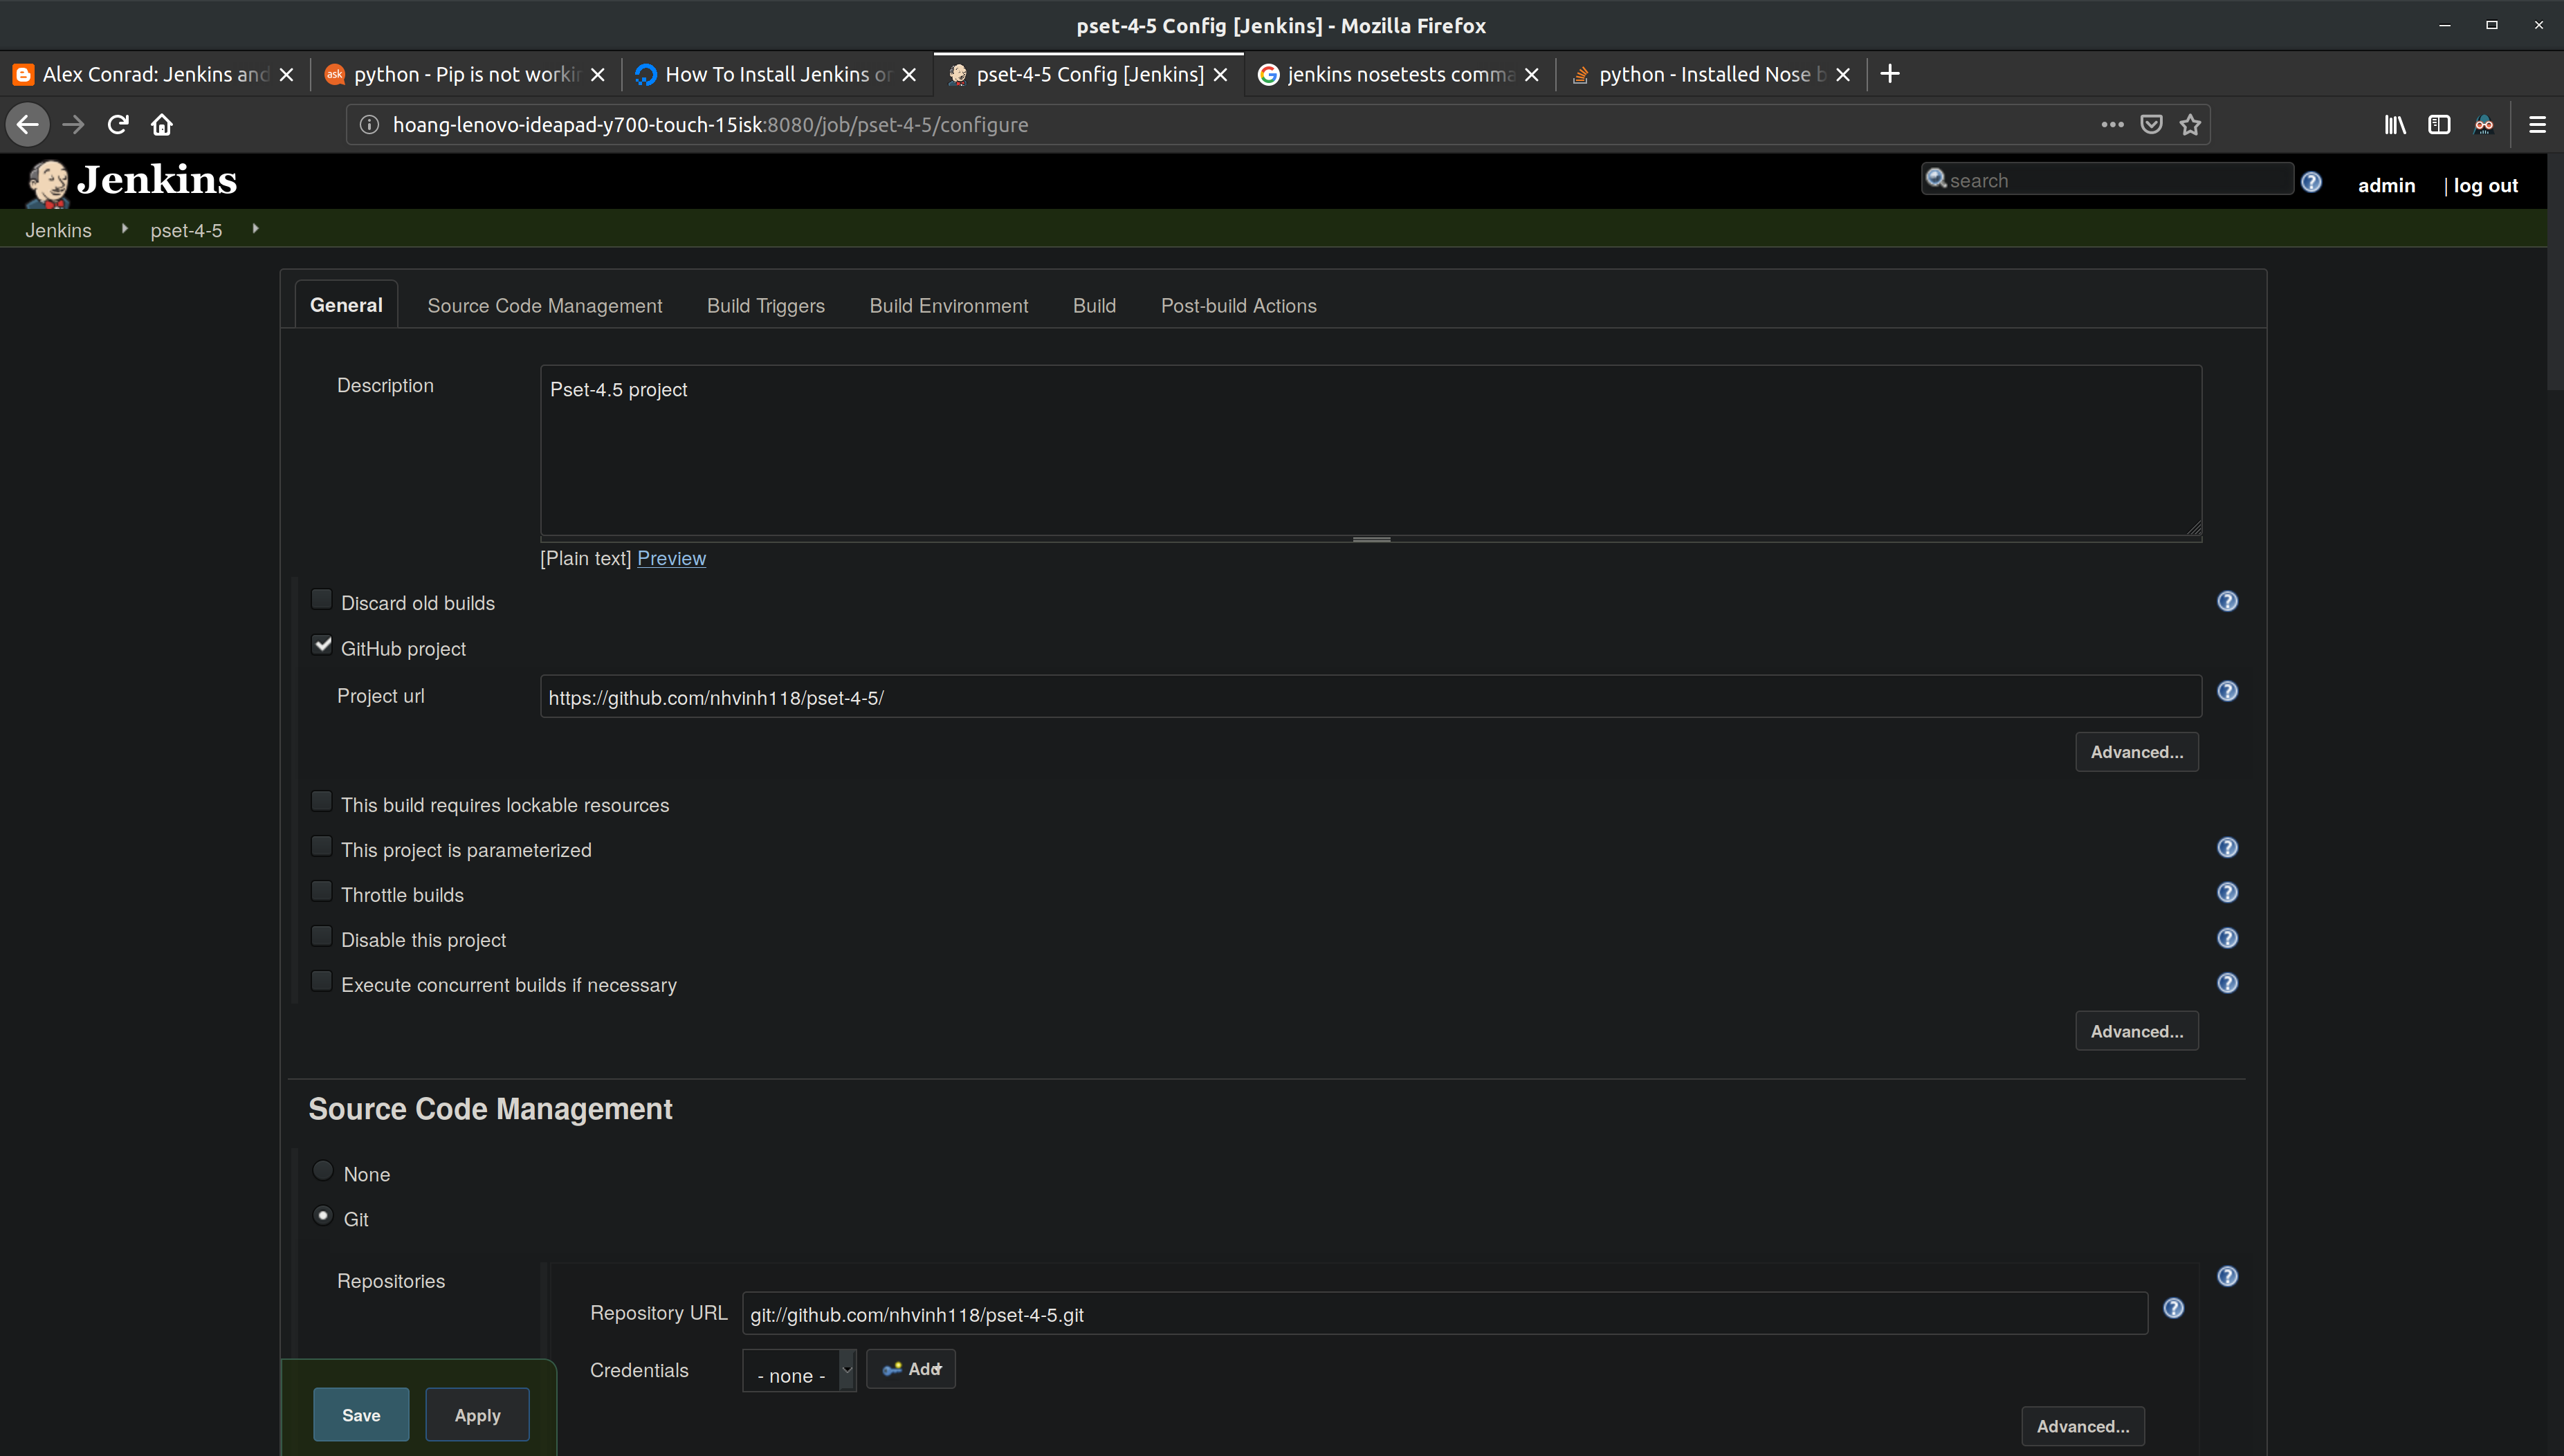 pset-4-5 Config [Jenkins] - Mozilla Firefox
Alex Conrad: Jenkins and
ask python - Pip is not workin
How To Install Jenkins on
pset-4-5 Config [Jenkins]
jenkins nosetests comma
python - Installed Nose b
hoang-lenovo-ideapad-y700-touch-15isk:8080/job/pset-4-5/configure
Jenkins
search
admin | log out
Jenkins pset-4-5
General Source Code Management Build Triggers Build Environment Build Post-build Actions
Description
Pset-4.5 project
[Plain text] Preview
Discard old builds
GitHub project
Project url
https://github.com/nhvinh118/pset-4-5/
Advanced...
This build requires lockable resources
This project is parameterized
Throttle builds
Disable this project
Execute concurrent builds if necessary
Advanced...
Source Code Management
None
Git
Repositories
Repository URL git://github.com/nhvinh118/pset-4-5.git
Credentials - none - Add
Advanced...
Save Apply